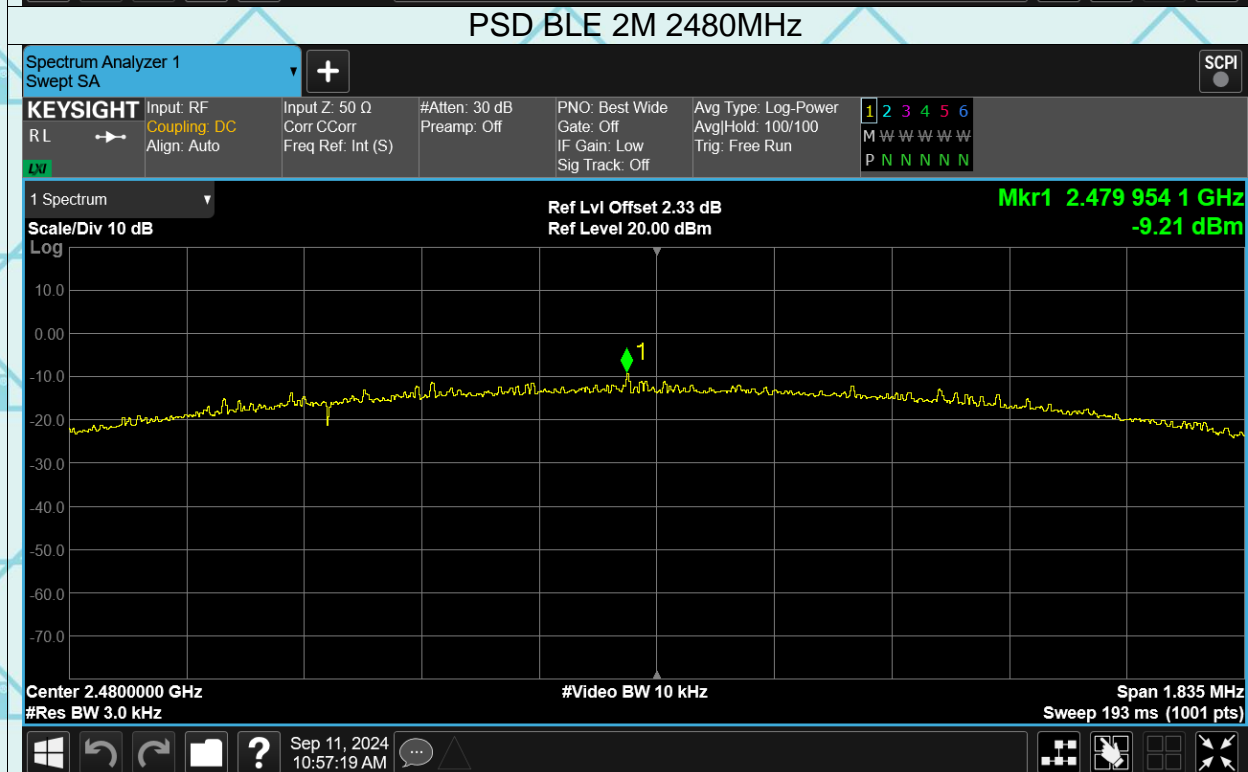 PSD BLE 2M 2480MHz
Spectrum Analyzer 1
Swept SA
+
SCPI
KEYSIGHT
RL
LXI
Input: RF
Coupling: DC
Align: Auto
Input Z: 50 Ω
Corr CCorr
Freq Ref: Int (S)
#Atten: 30 dB
Preamp: Off
PNO: Best Wide
Gate: Off
IF Gain: Low
Sig Track: Off
Avg Type: Log-Power
Avg|Hold: 100/100
Trig: Free Run
1 2 3 4 5 6
M W W W W W
P N N N N N
1 Spectrum
Scale/Div 10 dB
Ref Lvl Offset 2.33 dB
Ref Level 20.00 dBm
Mkr1 2.479 954 1 GHz
-9.21 dBm
Log
10.0
0.00
-10.0
-20.0
-30.0
-40.0
-50.0
-60.0
-70.0
1
Center 2.4800000 GHz
#Res BW 3.0 kHz
#Video BW 10 kHz
Span 1.835 MHz
Sweep 193 ms (1001 pts)
?
Sep 11, 2024
10:57:19 AM